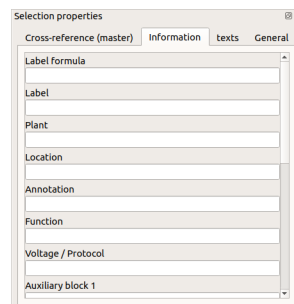 Selection properties
Cross-reference (master) Information texts General
Label formula
Label
Plant
Location
Annotation
Function
Voltage / Protocol
Auxiliary block 1